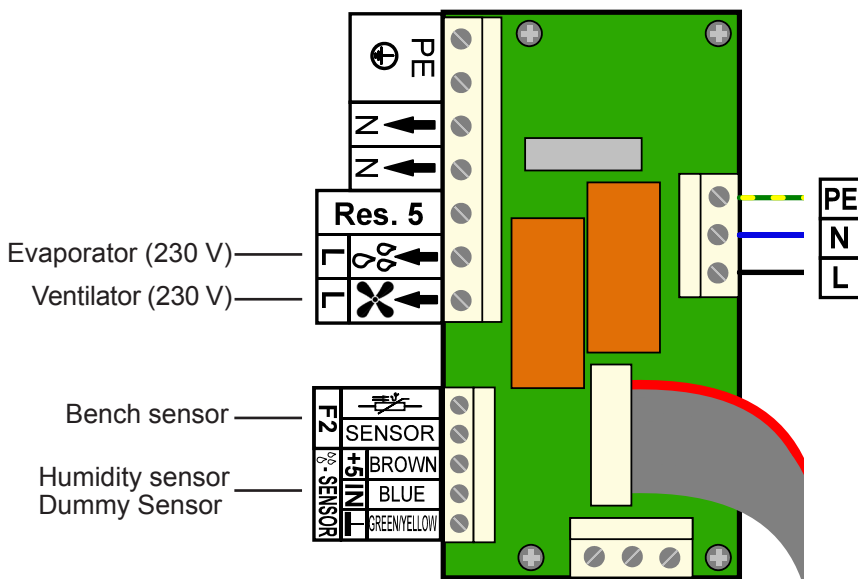 PE
N
N
Res. 5
Evaporator (230 V)
L
Ventilator (230 V)
L
PE
N
L
Bench sensor
F2
SENSOR
Humidity sensor
Dummy Sensor
- SENSOR
+5
BROWN
IN
BLUE
GREEN/YELLOW